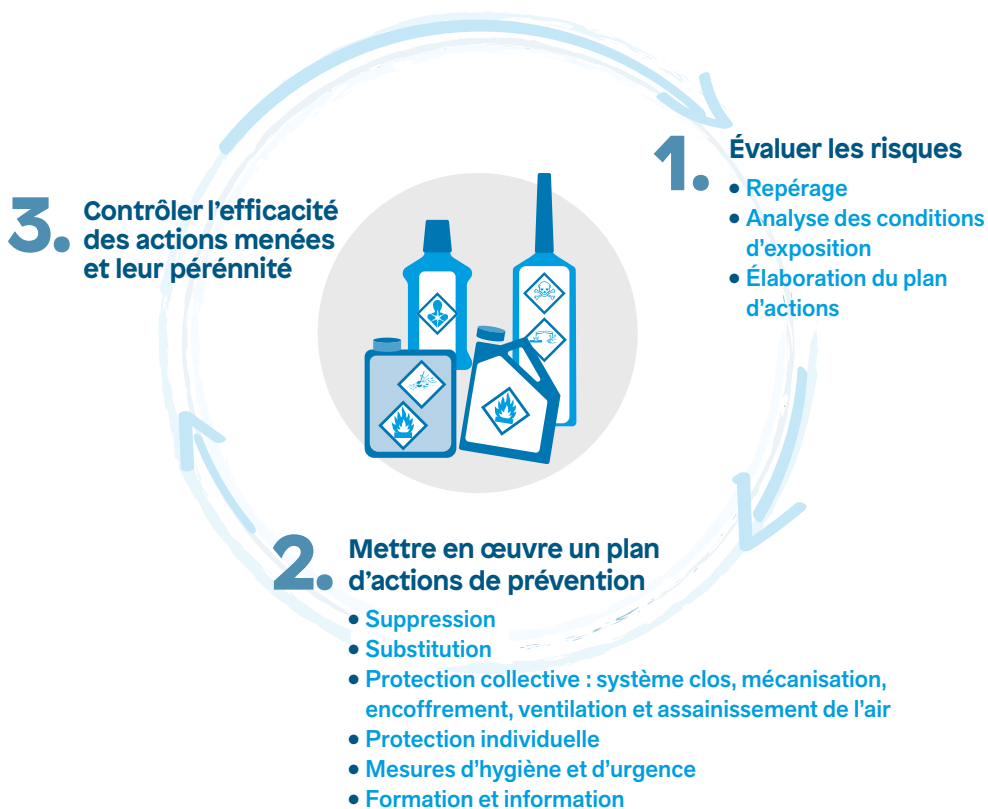 1. Évaluer les risques
• Repérage
• Analyse des conditions
d'exposition
• Élaboration du plan
d'actions
2. Mettre en œuvre un plan
d'actions de prévention
• Suppression
• Substitution
• Protection collective : système clos, mécanisation,
encoffrement, ventilation et assainissement de l'air
• Protection individuelle
• Mesures d'hygiène et d'urgence
• Formation et information
3. Contrôler l'efficacité
des actions menées
et leur pérénnité